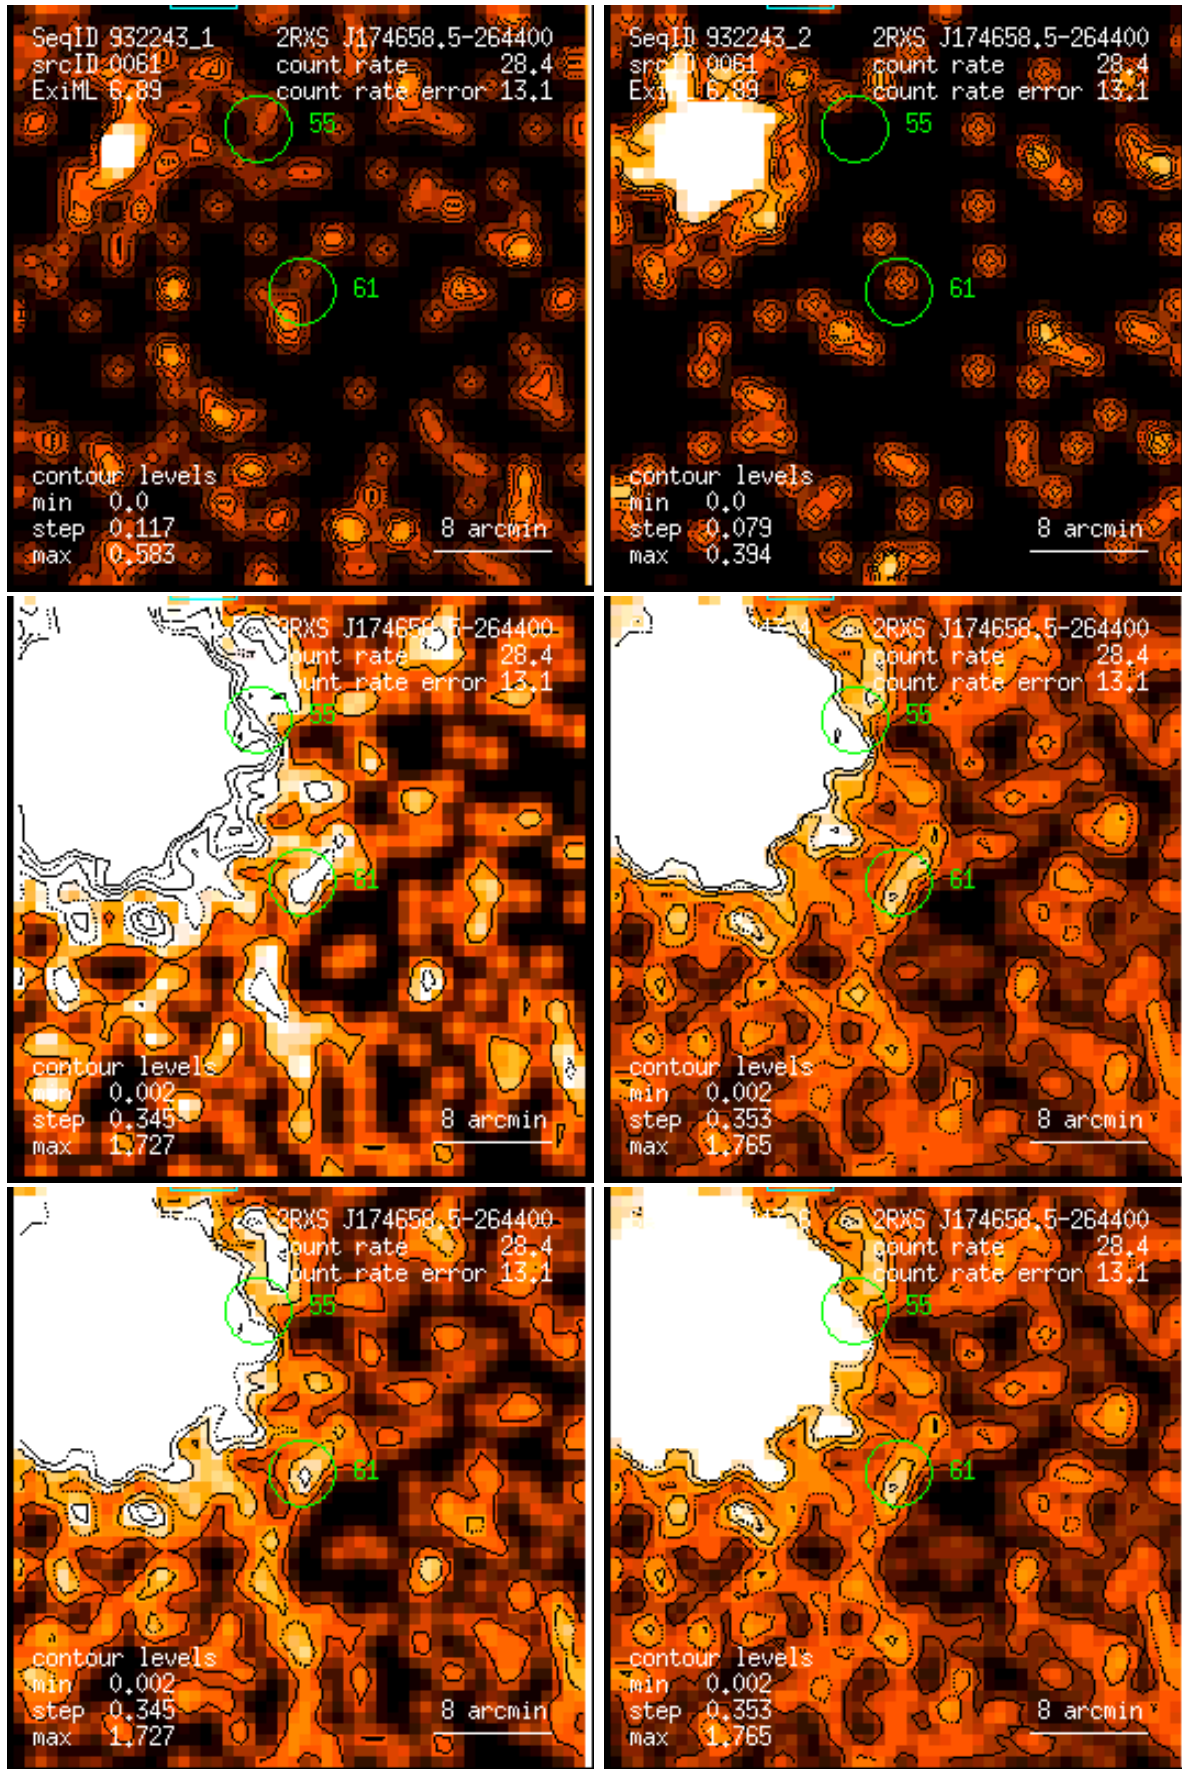 SeqID 932243_1 2RXS J174658.5-264400
srcID 0061 count rate 28.4
ExiML 6.89 count rate error 13.1
55
61
contour levels
min 0.0
step 0.117
max 0.583
8 arcmin
SeqID 932243_2 2RXS J174658.5-264400
srcID 0061 count rate 28.4
Exi 6.89 count rate error 13.1
55
61
contour levels
min 0.0
step 0.079
max 0.394
8 arcmin
2RXS J174658.5-264400
ount rate 28.4
ount rate error 13.1
55
61
contour levels
min 0.002
step 0.345
max 1.727
8 arcmin
2RXS J174658.5-264400
count rate 28.4
count rate error 13.1
55
61
contour levels
min 0.002
step 0.353
max 1.765
8 arcmin
2RXS J174658.5-264400
ount rate 28.4
ount rate error 13.1
55
61
contour levels
min 0.002
step 0.345
max 1.727
8 arcmin
2RXS J174658.5-264400
count rate 28.4
count rate error 13.1
55
61
contour levels
min 0.002
step 0.353
max 1.765
8 arcmin